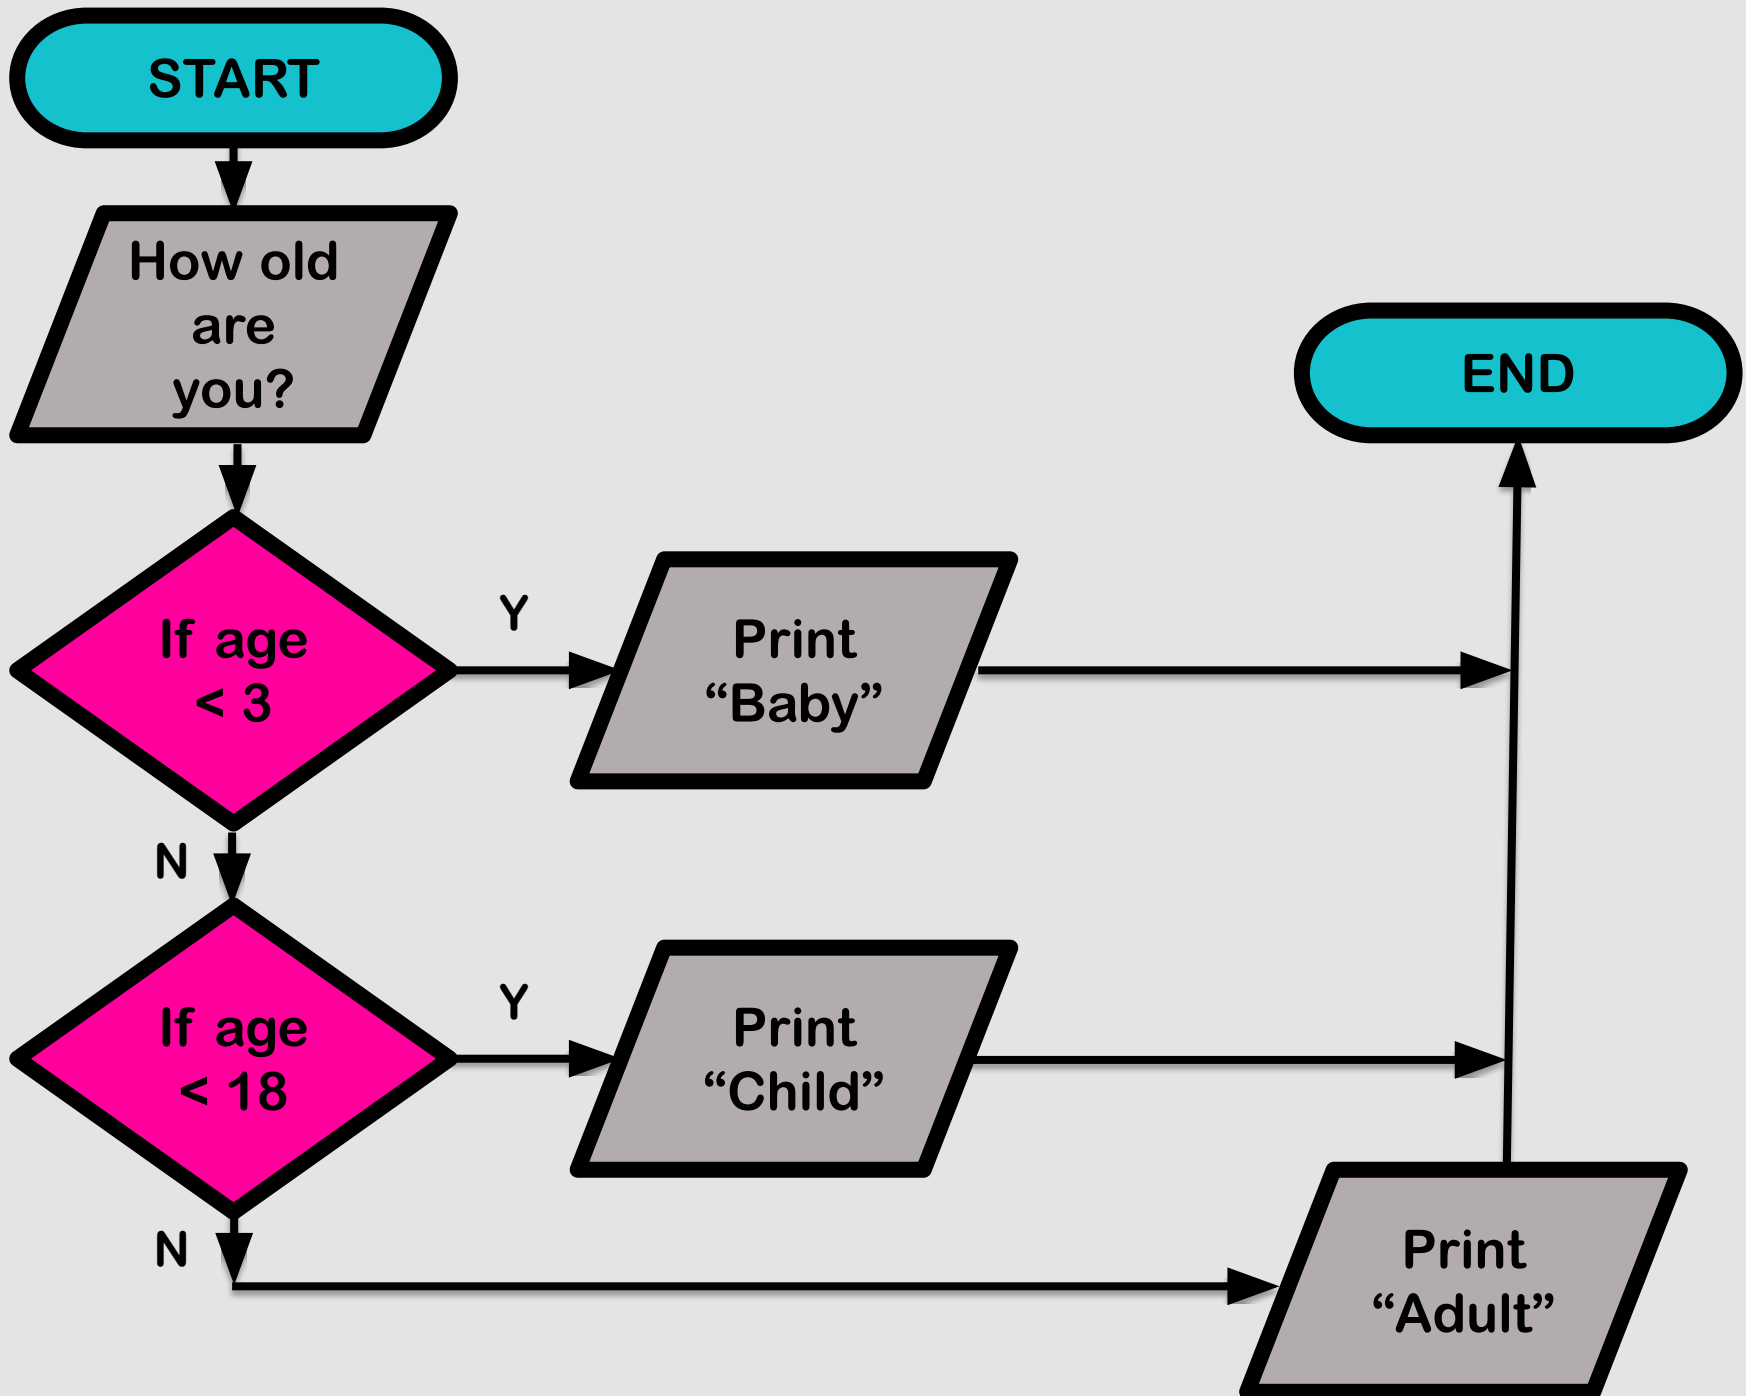 START
How old
are
you?
END
If age
< 3
Y
Print
“Baby”
N
If age
< 18
Y
Print
“Child”
N
Print
“Adult”